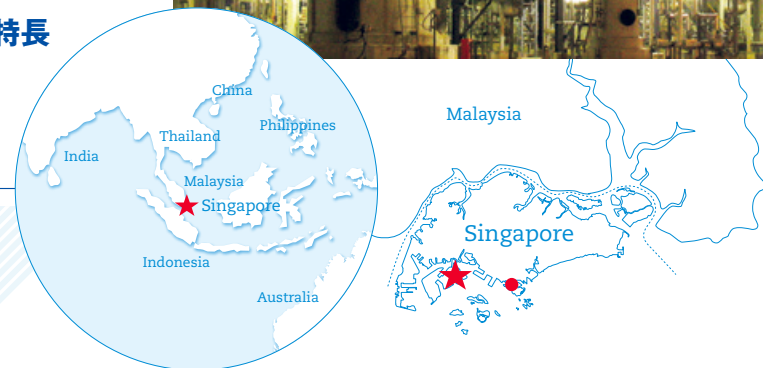 特長
China
Thailand
Philippines
India
Malaysia
Singapore
Indonesia
Australia
Malaysia
Singapore